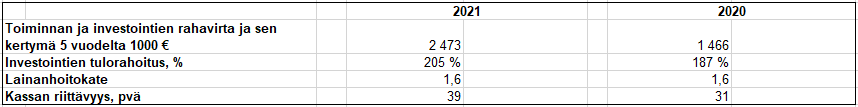 2021 2020
Toiminnan ja investointien rahavirta ja sen
kertymä 5 vuodelta 1000 € 2 473 1 466
Investointien tulorahoitus, % 205 % 187 %
Lainanhoitokate 1,6 1,6
Kassan riittävyys, pvä 39 31